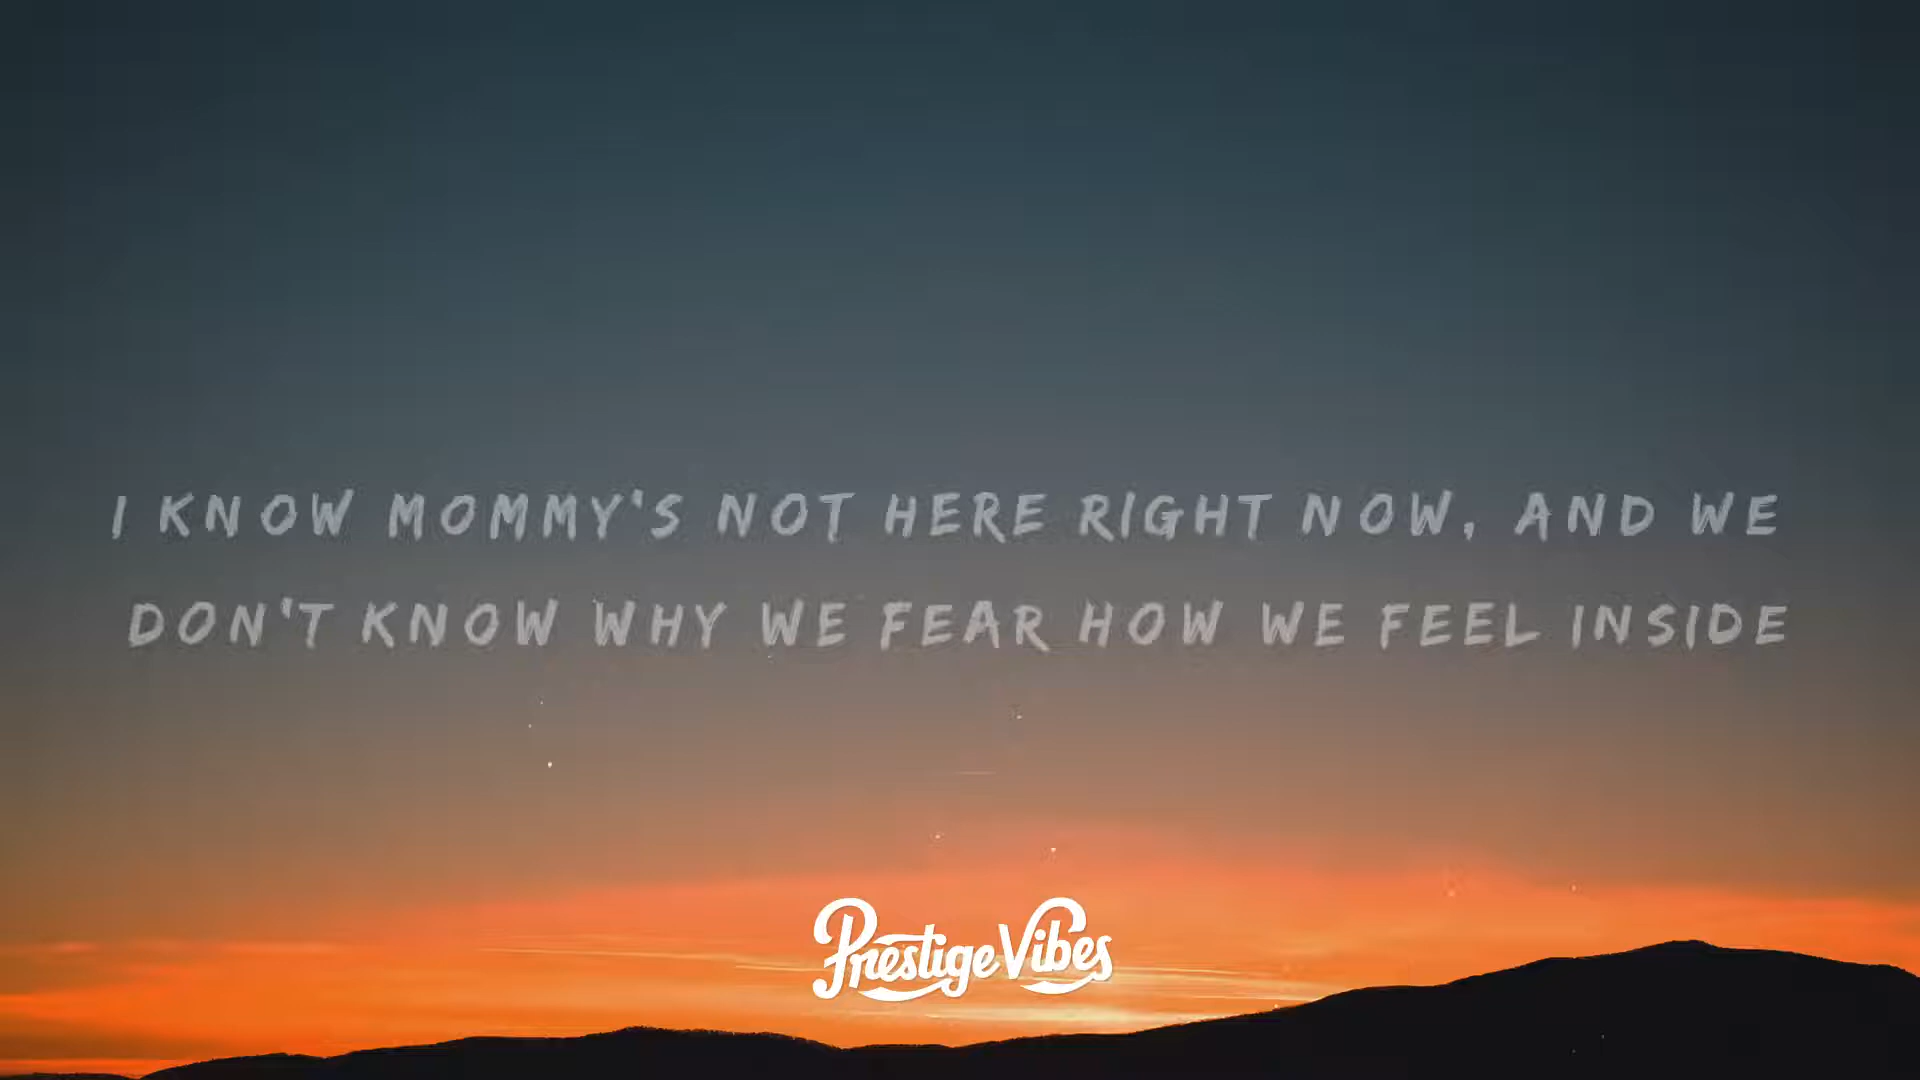 I KNOW MOMMY'S NOT HERE RIGHT NOW, AND WE
DON'T KNOW WHY WE FEAR HOW WE FEEL INSIDE
Prestige Vibes